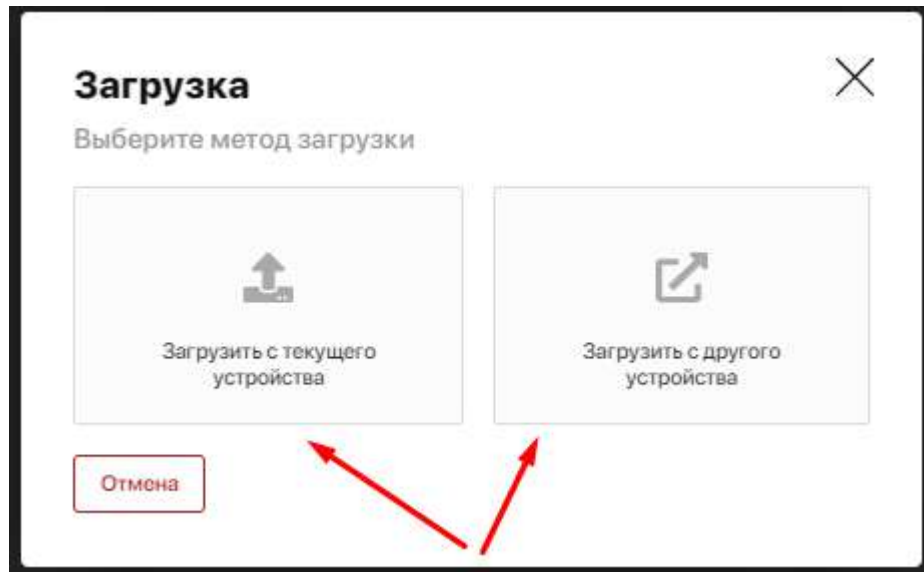 Загрузка
Выберите метод загрузки
Загрузить с текущего
устройства
Загрузить с другого
устройства
Отмена